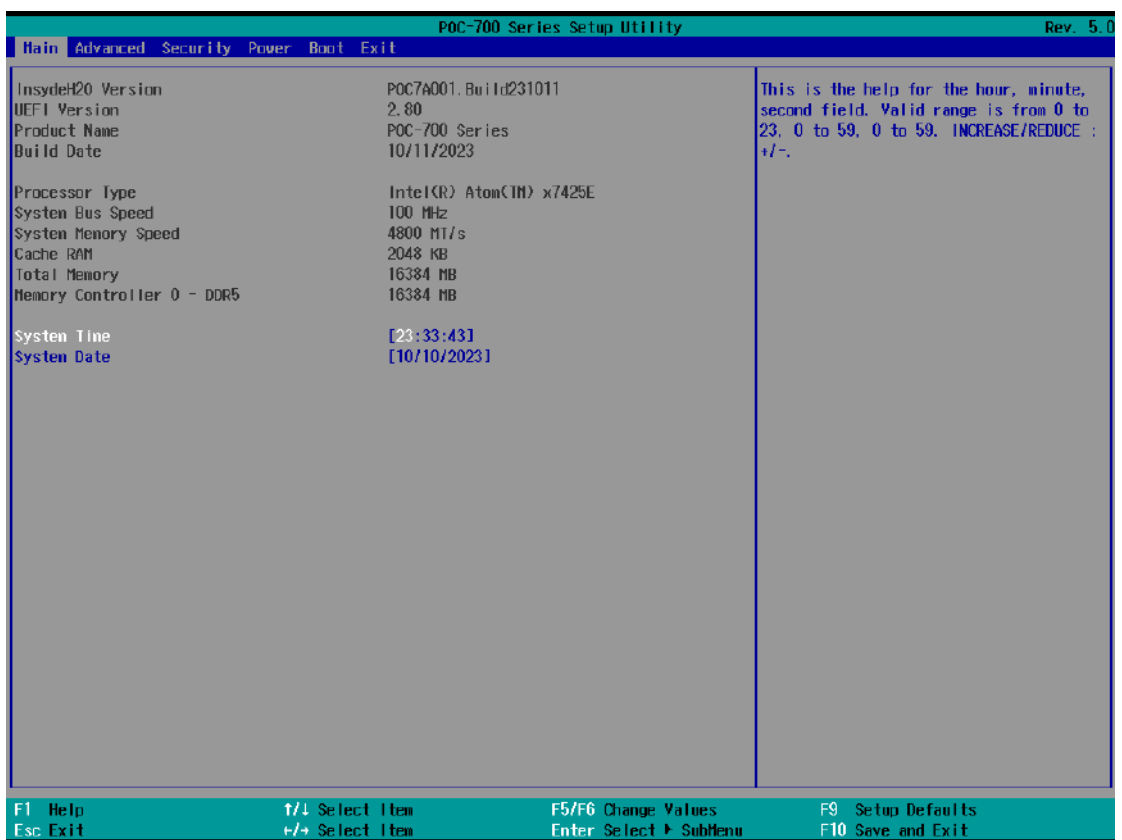 POC-700 Series Setup Utility Rev. 5.0
Main Advanced Security Power Boot Exit
InsydeH20 Version POC7A001.Build231011
UEFI Version 2.80
Product Name POC-700 Series
Build Date 10/11/2023
Processor Type Intel(R) Atom(TM) x7425E
System Bus Speed 100 MHz
System Memory Speed 4800 MT/s
Cache RAM 2048 KB
Total Memory 16384 MB
Memory Controller 0 - DDR5 16384 MB
System Time [23:33:43]
System Date [10/10/2023]
This is the help for the hour, minute,
second field. Valid range is from 0 to
23, 0 to 59, 0 to 59. INCREASE/REDUCE :
+/-.
F1 Help ↑/↓ Select Item F5/F6 Change Values F9 Setup Defaults
Esc Exit ←/→ Select Item Enter Select ▶ SubMenu F10 Save and Exit